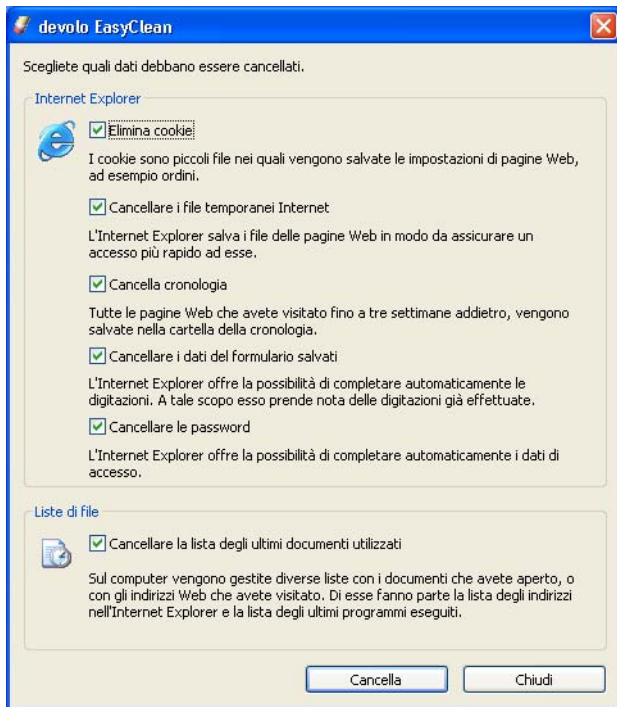 devolo EasyClean
Scegliete quali dati debbano essere cancellati.
Internet Explorer
Elimina cookie
I cookie sono piccoli file nei quali vengono salvate le impostazioni di pagine Web,
ad esempio ordini.
Cancellare i file temporanei Internet
L'Internet Explorer salva i file delle pagine Web in modo da assicurare un
accesso più rapido ad esse.
Cancella cronologia
Tutte le pagine Web che avete visitato fino a tre settimane addietro, vengono
salvate nella cartella della cronologia.
Cancellare i dati del formulario salvati
L'Internet Explorer offre la possibilità di completare automaticamente le
digitazioni. A tale scopo esso prende nota delle digitazioni già effettuate.
Cancellare le password
L'Internet Explorer offre la possibilità di completare automaticamente i dati di
accesso.
Liste di file
Cancellare la lista degli ultimi documenti utilizzati
Sul computer vengono gestite diverse liste con i documenti che avete aperto, o
con gli indirizzi Web che avete visitato. Di esse fanno parte la lista degli indirizzi
nell'Internet Explorer e la lista degli ultimi programmi eseguiti.
Cancella
Chiudi